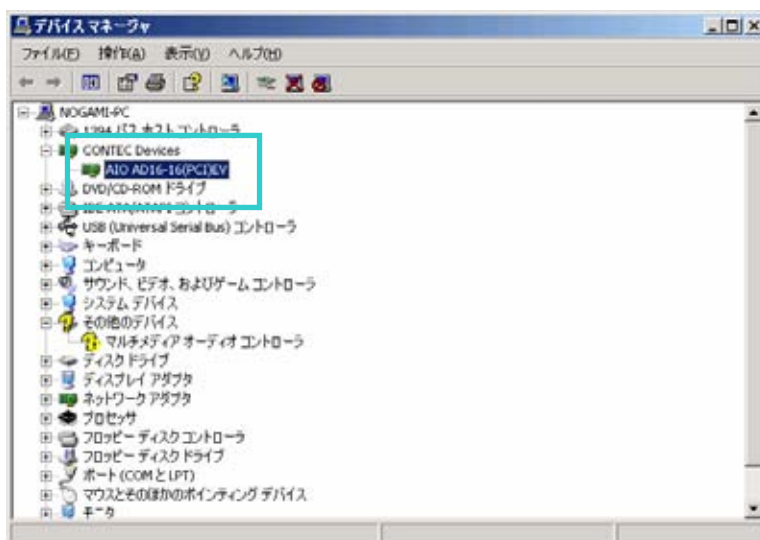 デバイス マネージャ
ファイル(F) 操作(A) 表示(V) ヘルプ(H)
NOGAMI-PC
1394 バス ホスト コントローラ
CONTEC Devices
AIO AD16-16(PCI)EV
DVD/CD-ROM ドライブ
IDE ATA/ATAPI コントローラ
USB (Universal Serial Bus) コントローラ
キーボード
コンピュータ
サウンド、ビデオ、およびゲーム コントローラ
システム デバイス
その他のデバイス
マルチメディア オーディオ コントローラ
ディスク ドライブ
ディスプレイ アダプタ
ネットワーク アダプタ
プロセッサ
フロッピー ディスク コントローラ
フロッピー ディスク ドライブ
ポート (COM と LPT)
マウスとそのほかのポインティング デバイス
モデム